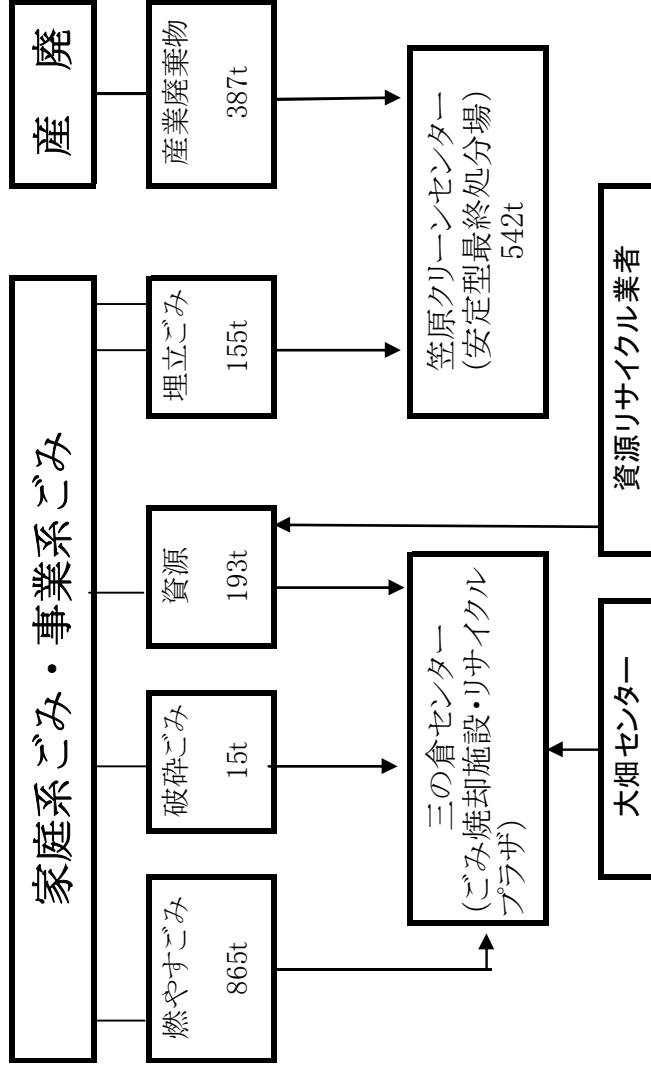 家庭系ごみ・事業系ごみ
産　廃
燃やすごみ
865t
破砕ごみ
15t
資源
193t
埋立ごみ
155t
産業廃棄物
387t
三の倉センター
(ごみ焼却施設・リサイクル
プラザ)
笠原クリーンセンター
(安定型最終処分場)
542t
大畑センター
資源リサイクル業者